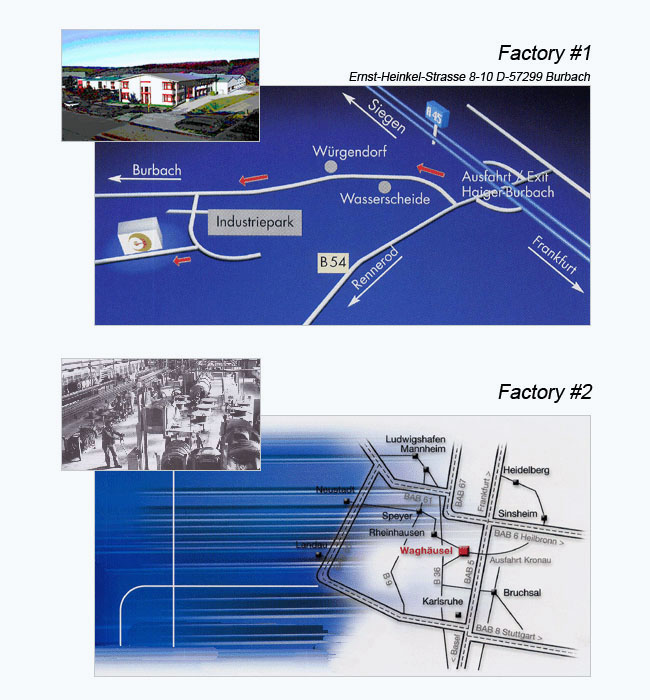 Factory #1
Ernst-Heinkel-Strasse 8-10 D-57299 Burbach
Siegen
A 45
Würgendorf
Burbach
Ausfahrt / Exit
Haiger-Burbach
Wasserscheide
Industriepark
B 54
Rennerod
Frankfurt
Factory #2
Ludwigshafen
Mannheim
Heidelberg
BAB 67
Frankfurt >
Neustadt
BAB 61
Speyer
Sinsheim
Rheinhausen
BAB 6 Heilbronn >
Landau
Waghäusel
Ausfahrt Kronau
B 9
B 36
BAB 5
Bruchsal
Karlsruhe
BAB 8 Stuttgart >
< Basel